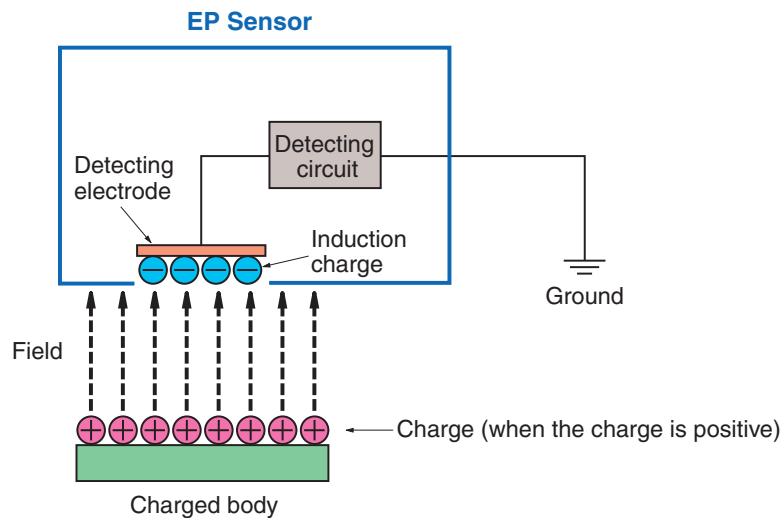 EP Sensor
Detecting
circuit
Detecting
electrode
Induction
charge
Ground
Field
Charge (when the charge is positive)
Charged body